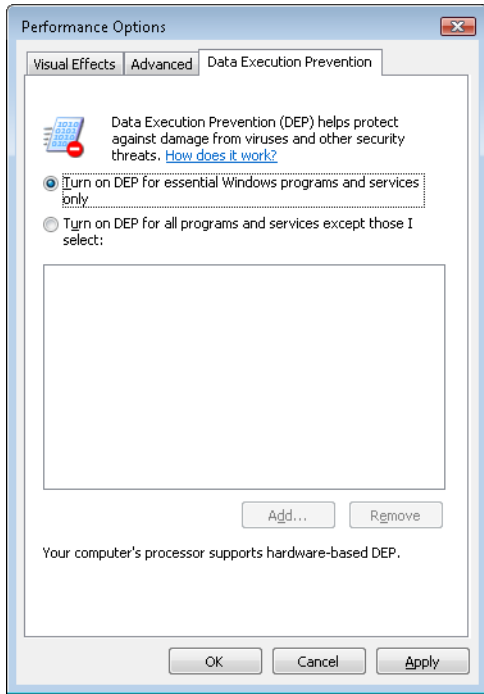 Performance Options
Visual Effects
Advanced
Data Execution Prevention
Data Execution Prevention (DEP) helps protect
against damage from viruses and other security
threats. How does it work?
Turn on DEP for essential Windows programs and services
only
Turn on DEP for all programs and services except those I
select:
Add...
Remove
Your computer's processor supports hardware-based DEP.
OK
Cancel
Apply